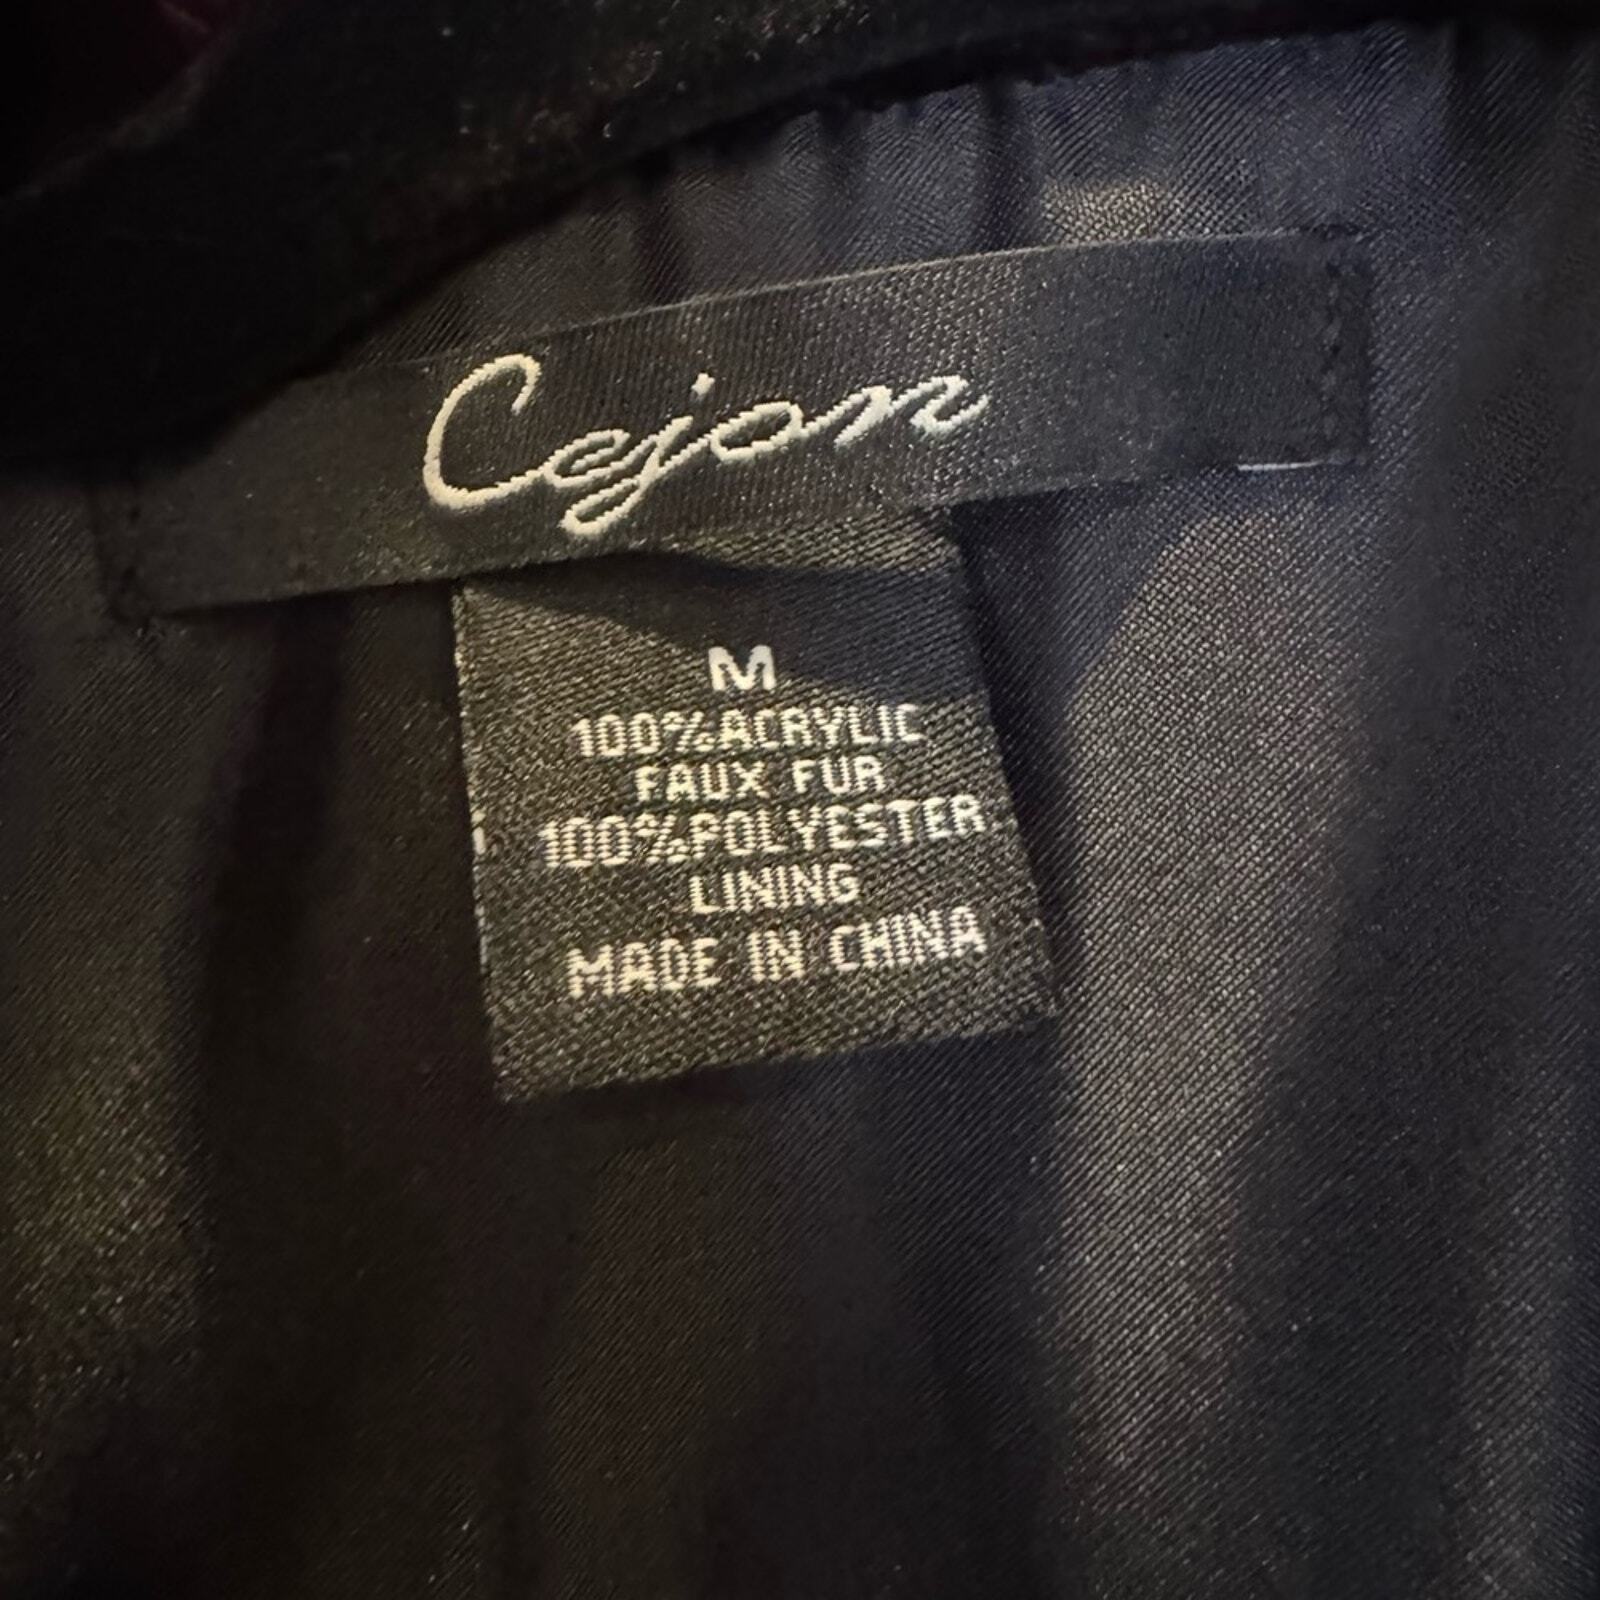 Cejon
M
100%ACRYLIC
FAUX FUR
100%POLYESTER
LINING
MADE IN CHINA